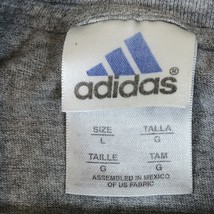 adidas®
SIZE TALLA
L G
TAILLE TAM
G G
ASSEMBLED IN MEXICO
OF US FABRIC